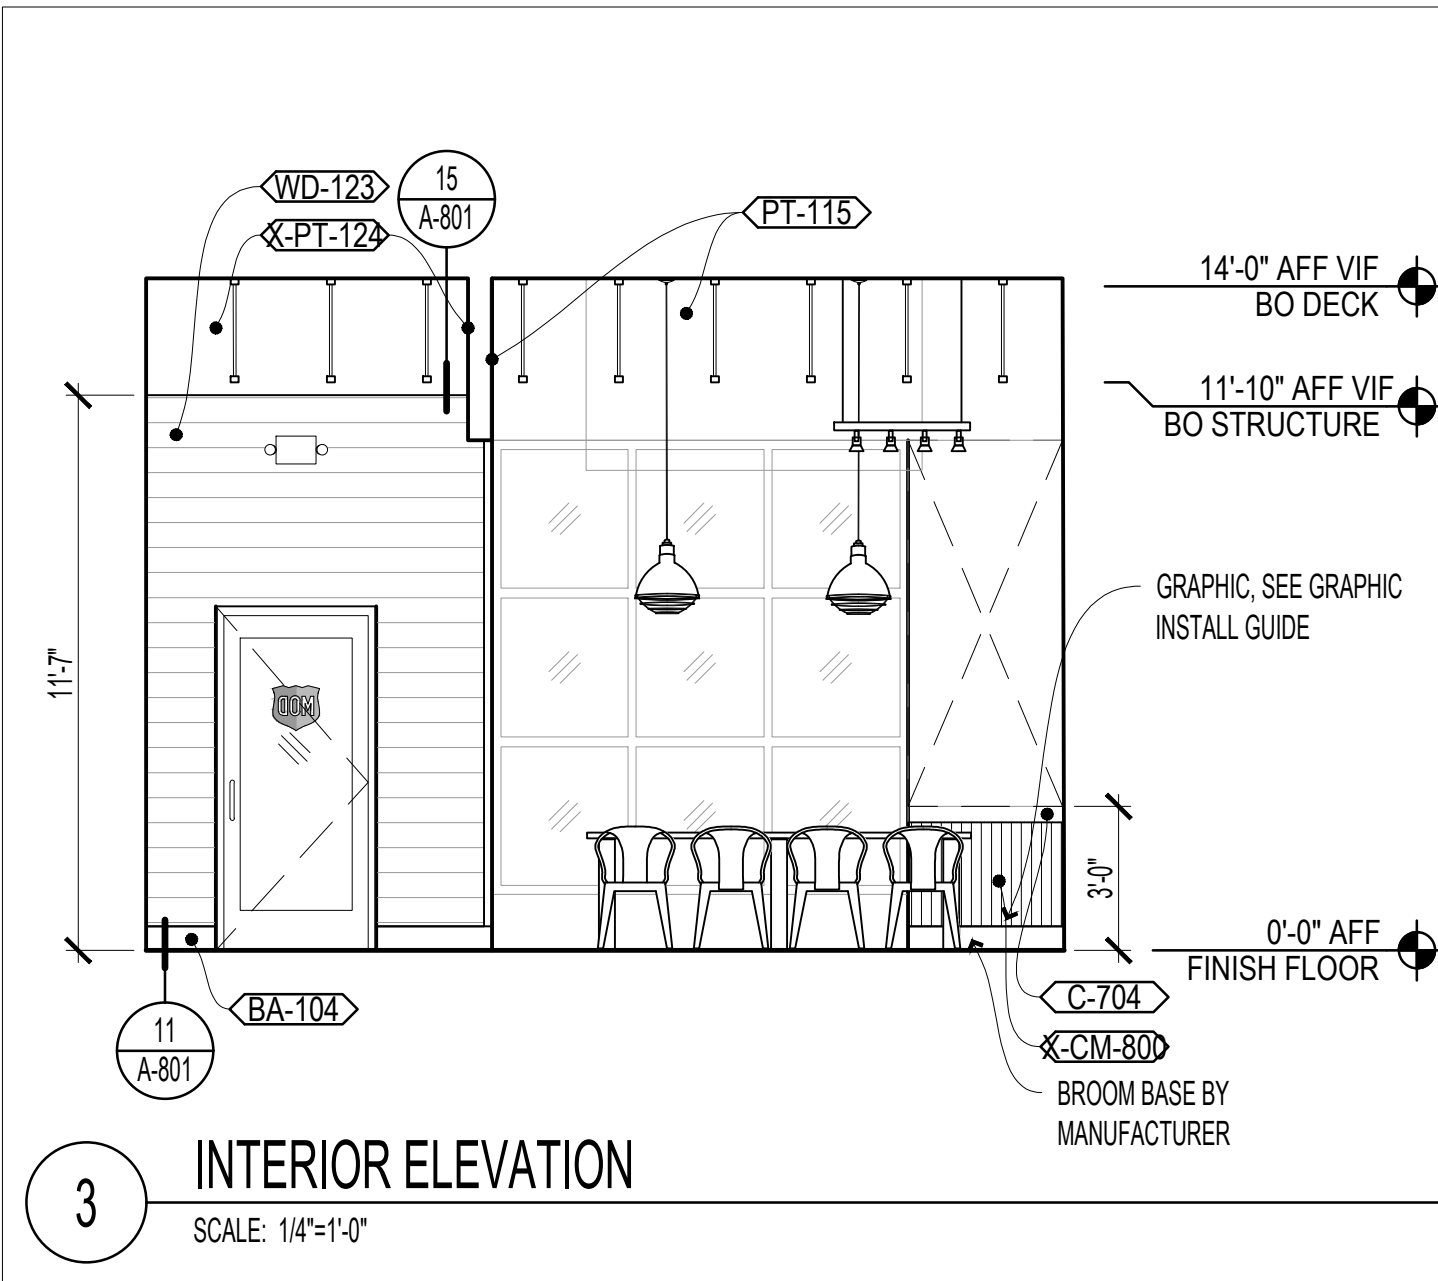 WD-123
15
A-801
X-PT-124
PT-115
14'-0" AFF VIF
BO DECK
11'-10" AFF VIF
BO STRUCTURE
GRAPHIC, SEE GRAPHIC
INSTALL GUIDE
11'-7"
MOD
3'-0"
0'-0" AFF
FINISH FLOOR
C-704
BA-104
X-CM-800
11
A-801
BROOM BASE BY
MANUFACTURER
3
INTERIOR ELEVATION
SCALE: 1/4"=1'-0"